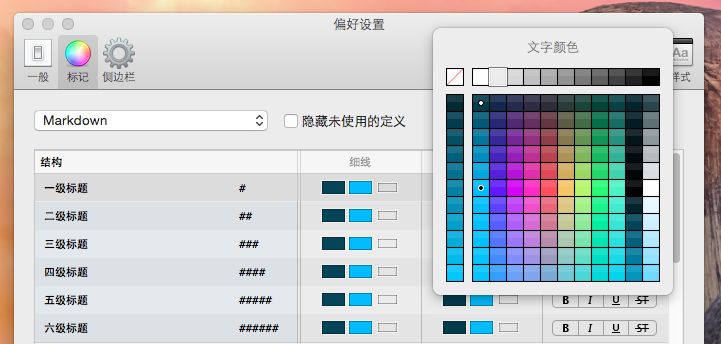 偏好设置
文字颜色
一般
标记
侧边栏
Aa
样式
Markdown
隐藏未使用的定义
结构
细线
一级标题 #
二级标题 ##
三级标题 ###
四级标题 ####
五级标题 ##### B I U ST
六级标题 ###### B I U ST